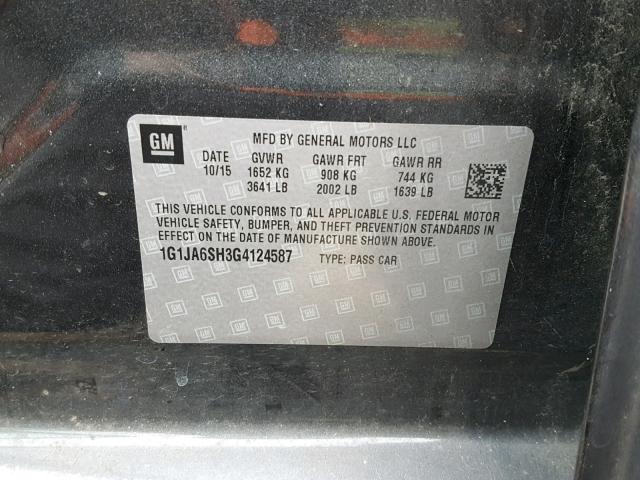 GM
MFD BY GENERAL MOTORS LLC
DATE GVWR GAWR FRT GAWR RR
10/15 1652 KG 908 KG 744 KG
3641 LB 2002 LB 1639 LB
THIS VEHICLE CONFORMS TO ALL APPLICABLE U.S. FEDERAL MOTOR
VEHICLE SAFETY, BUMPER, AND THEFT PREVENTION STANDARDS IN
EFFECT ON THE DATE OF MANUFACTURE SHOWN ABOVE.
1G1JA6SH3G4124587 TYPE: PASS CAR